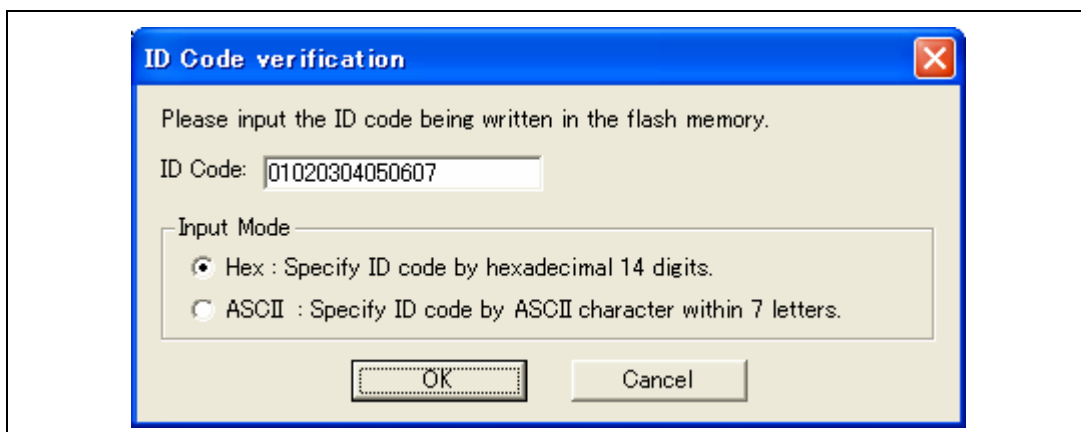 ID Code verification
Please input the ID code being written in the flash memory.
ID Code: 01020304050607
Input Mode
Hex : Specify ID code by hexadecimal 14 digits.
ASCII : Specify ID code by ASCII character within 7 letters.
OK Cancel